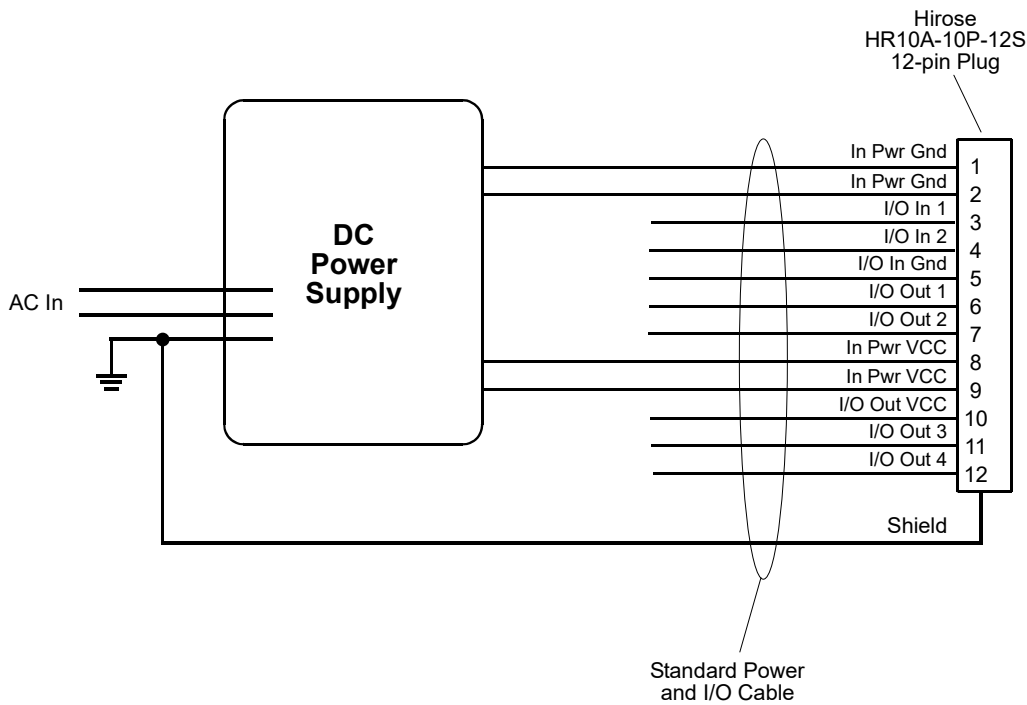 Hirose
HR10A-10P-12S
12-pin Plug
In Pwr Gnd
1
In Pwr Gnd
2
I/O In 1
3
I/O In 2
4
I/O In Gnd
5
I/O Out 1
6
I/O Out 2
7
In Pwr VCC
8
In Pwr VCC
9
I/O Out VCC
10
I/O Out 3
11
I/O Out 4
12
DC
Power
Supply
AC In
Shield
Standard Power
and I/O Cable